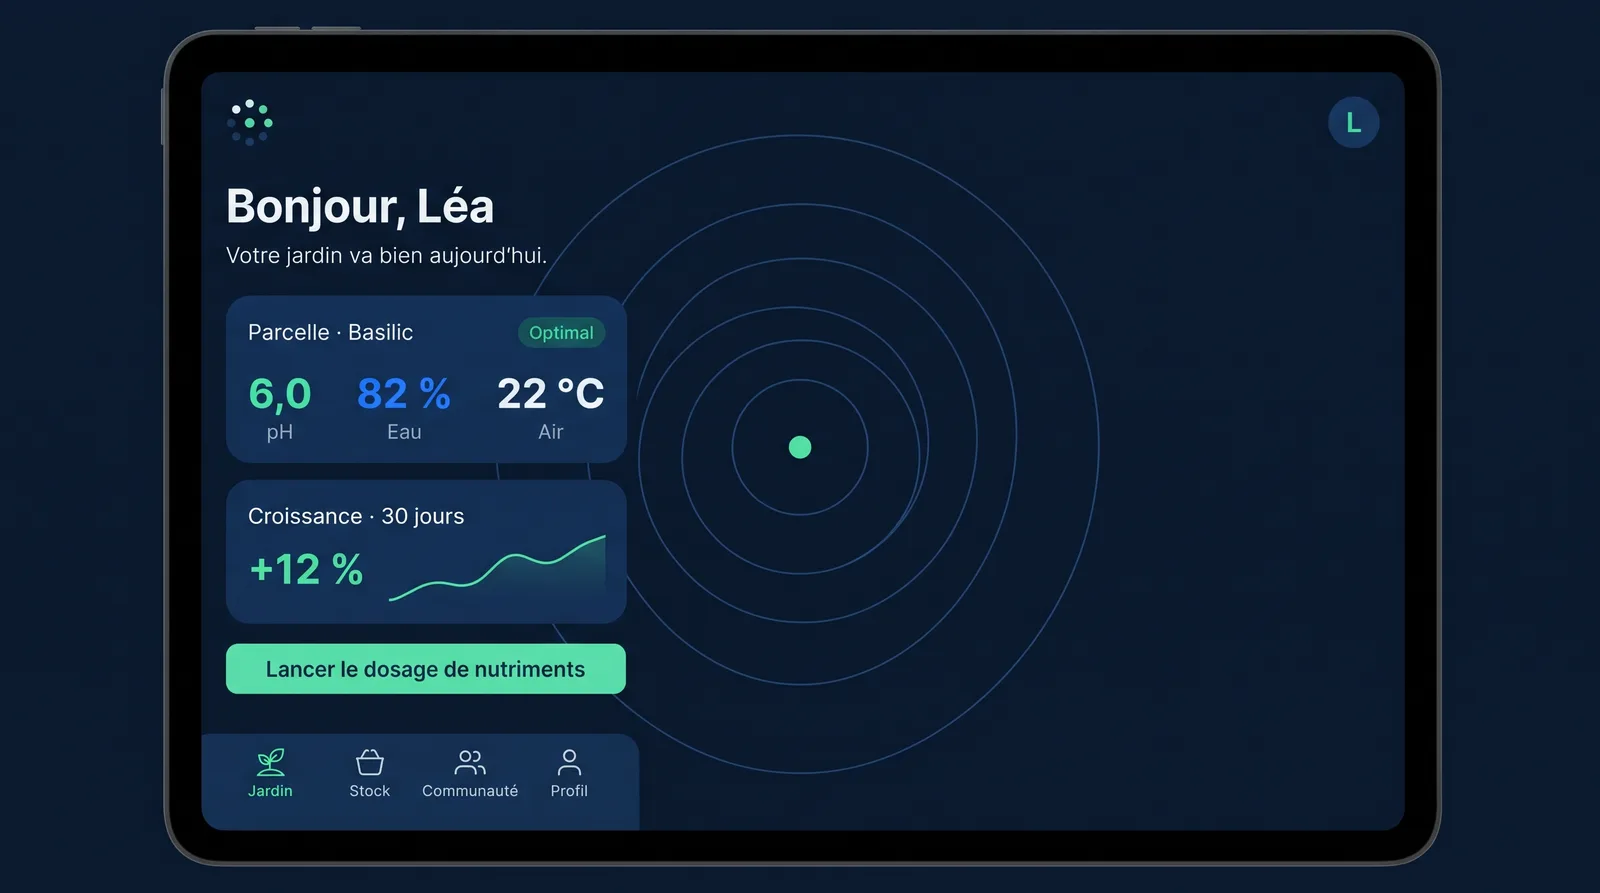 L
Bonjour, Léa
Votre jardin va bien aujourd'hui.
Parcelle · Basilic
Optimal
6,0
82 %
22 °C
pH
Eau
Air
Croissance · 30 jours
+12 %
Lancer le dosage de nutriments
Jardin
Stock
Communauté
Profil